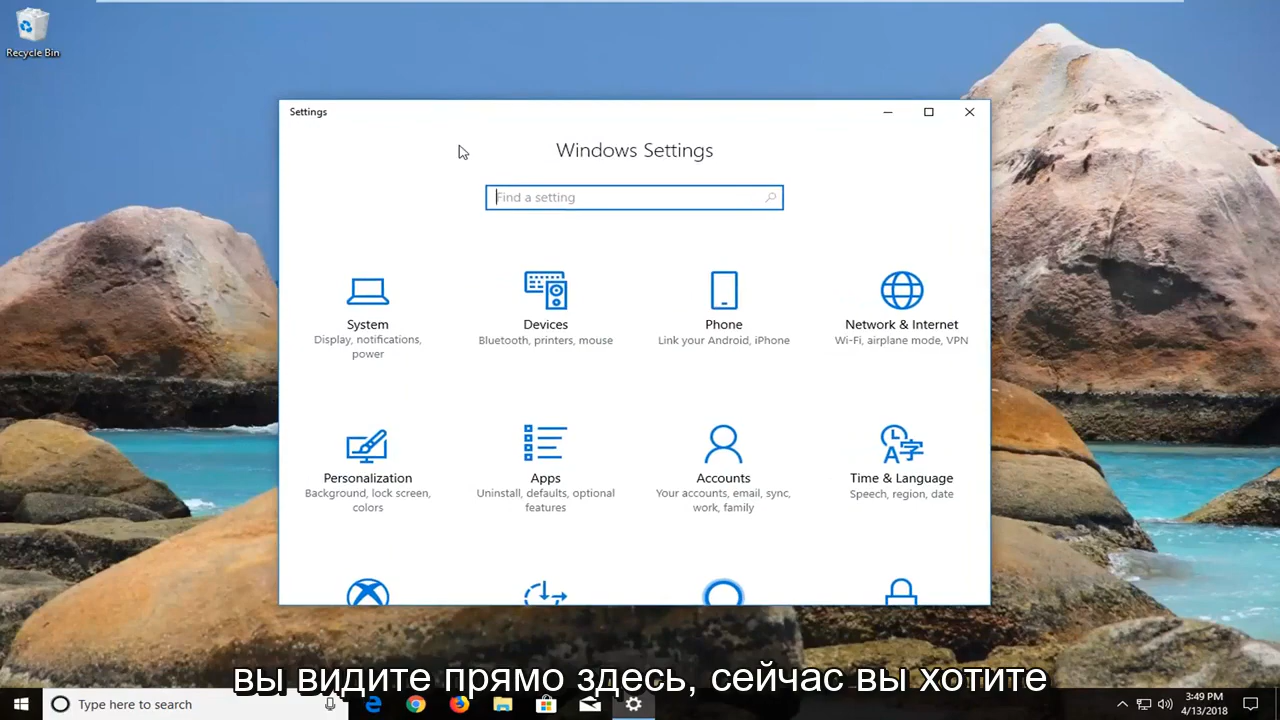 Recycle Bin
Settings
Windows Settings
Find a setting
System
Display, notifications,
power
Devices
Bluetooth, printers, mouse
Phone
Link your Android, iPhone
Network & Internet
Wi-Fi, airplane mode, VPN
Personalization
Background, lock screen,
colors
Apps
Uninstall, defaults, optional
features
Accounts
Your accounts, email, sync,
work, family
Time & Language
Speech, region, date
вы видите прямо здесь, сейчас вы хотите
Type here to search
3:49 PM
4/13/2018